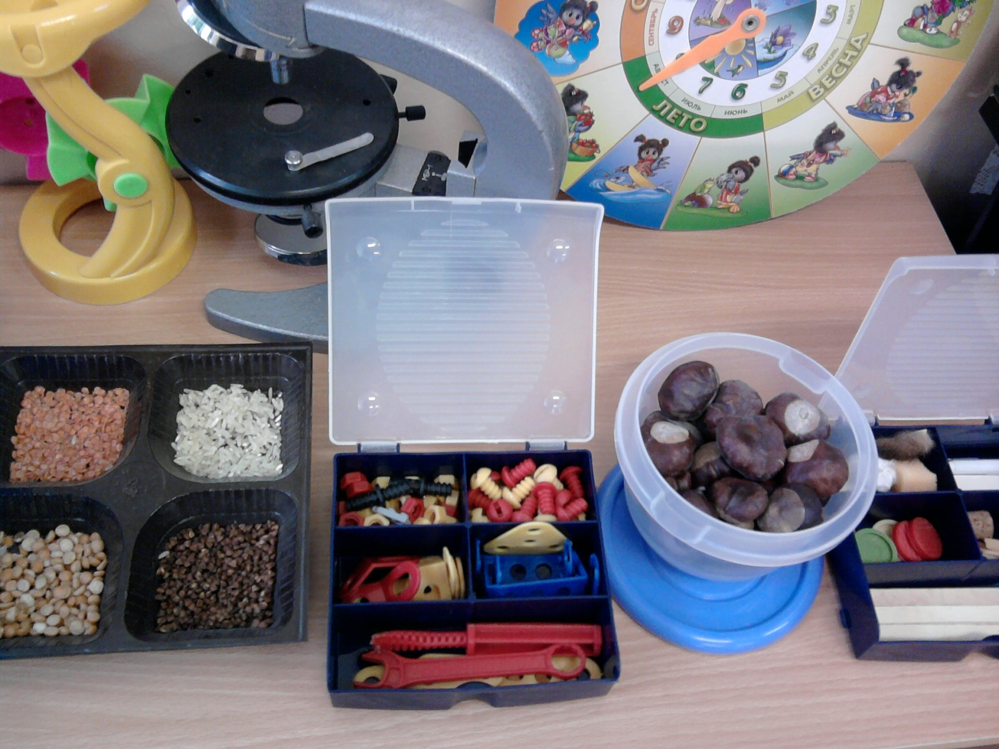 СЕНТЯБРЬ
9
3
МАРТ
4
АПРЕЛЬ
ВЕСНА
5
МАЙ
6
ИЮНЬ
7
ИЮЛЬ
ЛЕТО